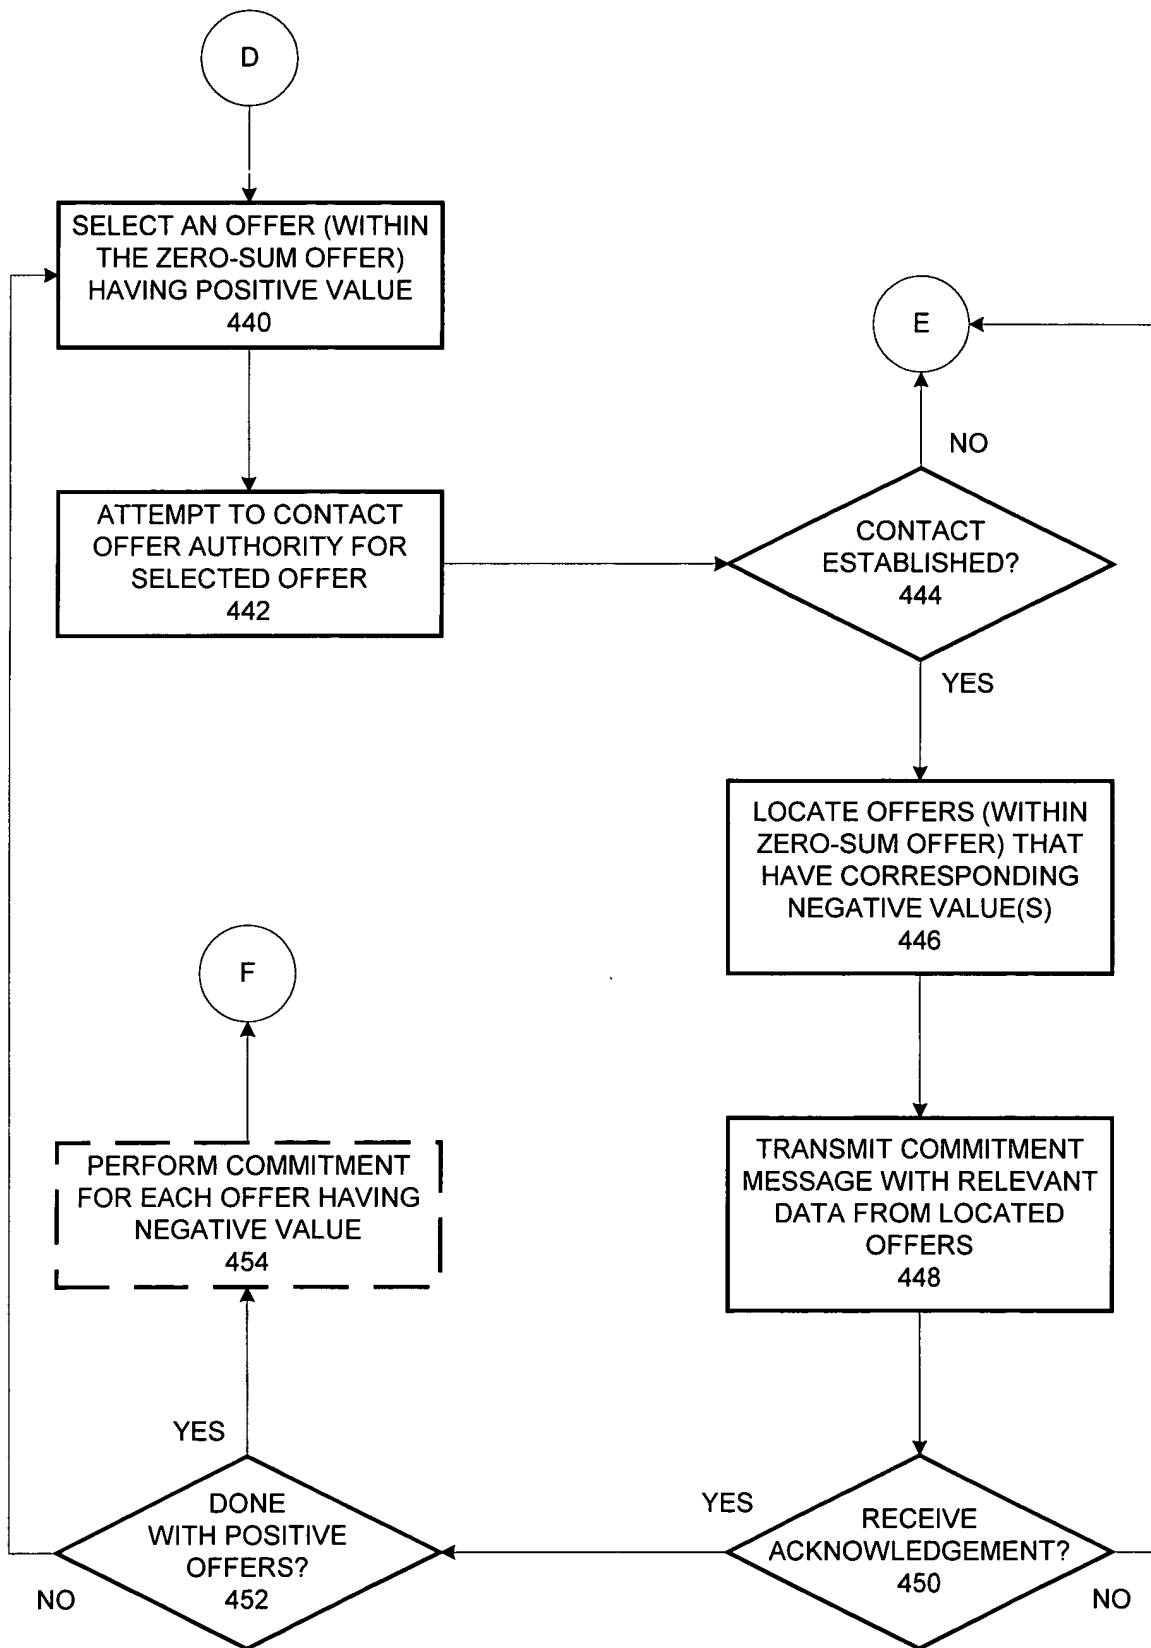 D
SELECT AN OFFER (WITHIN
THE ZERO-SUM OFFER)
HAVING POSITIVE VALUE
440
E
NO
ATTEMPT TO CONTACT
OFFER AUTHORITY FOR
SELECTED OFFER
442
CONTACT
ESTABLISHED?
444
YES
LOCATE OFFERS (WITHIN
ZERO-SUM OFFER) THAT
HAVE CORRESPONDING
NEGATIVE VALUE(S)
446
F
TRANSMIT COMMITMENT
MESSAGE WITH RELEVANT
DATA FROM LOCATED
OFFERS
448
PERFORM COMMITMENT
FOR EACH OFFER HAVING
NEGATIVE VALUE
454
YES
DONE
WITH POSITIVE
OFFERS?
452
NO
YES
RECEIVE
ACKNOWLEDGEMENT?
450
NO